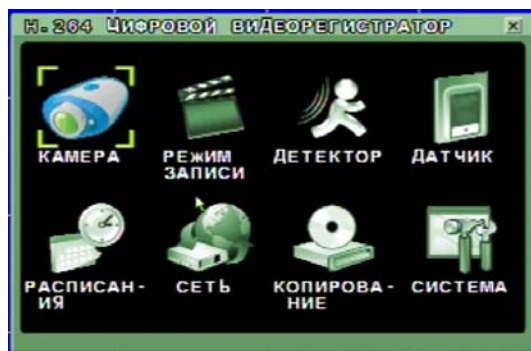 H.264 ЦИФРОВОЙ ВИДЕОРЕГИСТРАТОР
КАМЕРА
РЕЖИМ
ЗАПИСИ
ДЕТЕКТОР
ДАТЧИК
РАСПИСАН-
ИЯ
СЕТЬ
КОПИРОВА-
НИЕ
СИСТЕМА